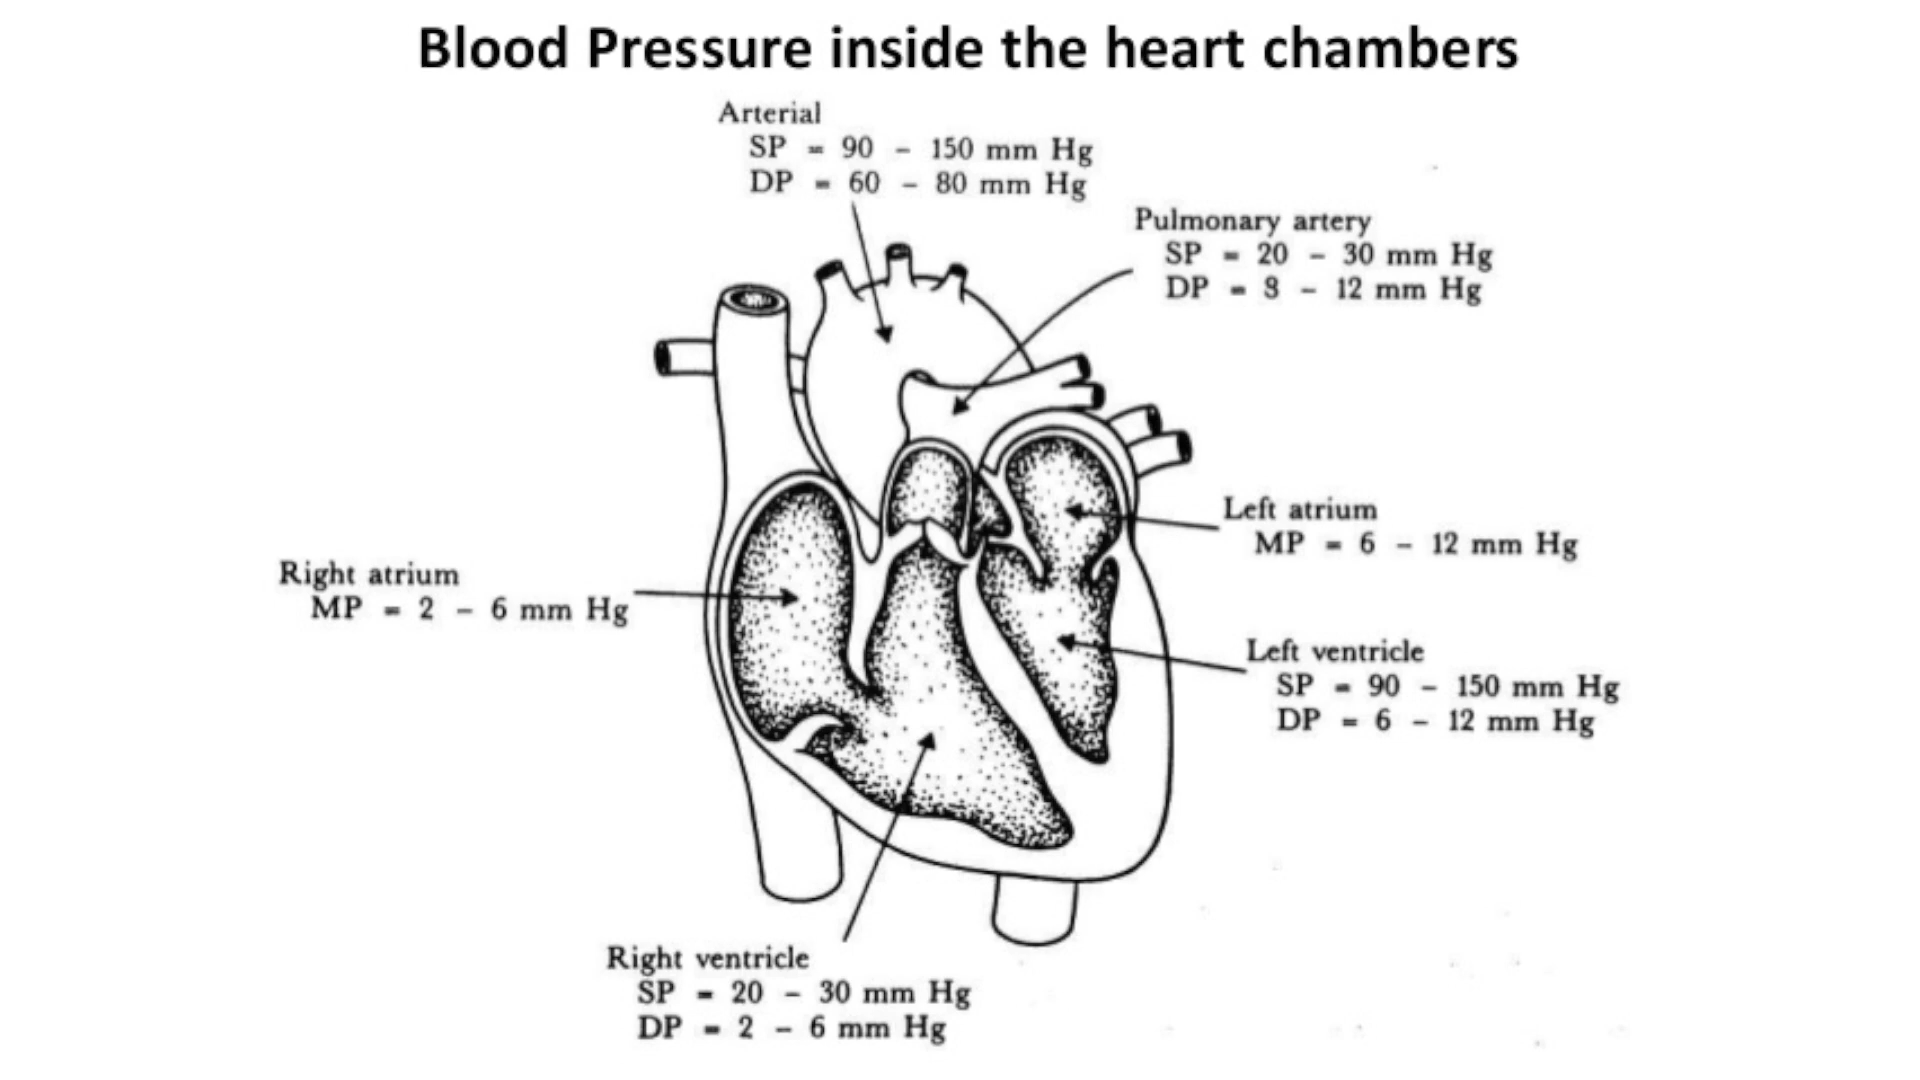 Blood Pressure inside the heart chambers
Arterial
SP = 90 - 150 mm Hg
DP = 60 - 80 mm Hg
Pulmonary artery
SP = 20 - 30 mm Hg
DP = - 12 mm Hg
Left atrium
MP = 6 - 12 mm Hg
Right atrium
MP = 2 - 6 mm Hg
Left ventricle
SP = 90 - 150 mm Hg
DP = 6 - 12 mm Hg
Right ventricle
SP = 20 - 30 mm Hg
DP = 2 - 6 mm Hg